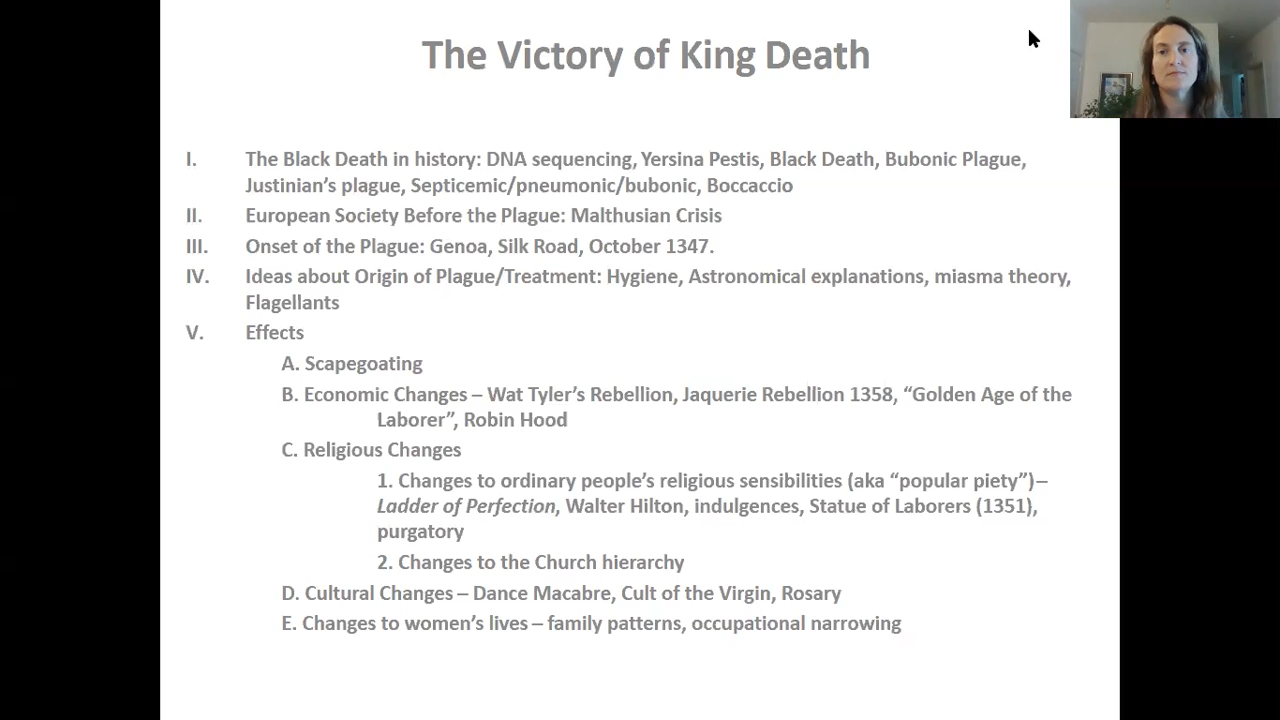 The Victory of King Death
I. The Black Death in history: DNA sequencing, Yersina Pestis, Black Death, Bubonic Plague,
Justinian’s plague, Septicemic/pneumonic/bubonic, Boccaccio
II. European Society Before the Plague: Malthusian Crisis
III. Onset of the Plague: Genoa, Silk Road, October 1347.
IV. Ideas about Origin of Plague/Treatment: Hygiene, Astronomical explanations, miasma theory,
Flagellants
V. Effects
A. Scapegoating
B. Economic Changes – Wat Tyler’s Rebellion, Jaquerie Rebellion 1358, “Golden Age of the
Laborer”, Robin Hood
C. Religious Changes
1. Changes to ordinary people’s religious sensibilities (aka “popular piety”) –
Ladder of Perfection, Walter Hilton, indulgences, Statue of Laborers (1351),
purgatory
2. Changes to the Church hierarchy
D. Cultural Changes – Dance Macabre, Cult of the Virgin, Rosary
E. Changes to women’s lives – family patterns, occupational narrowing